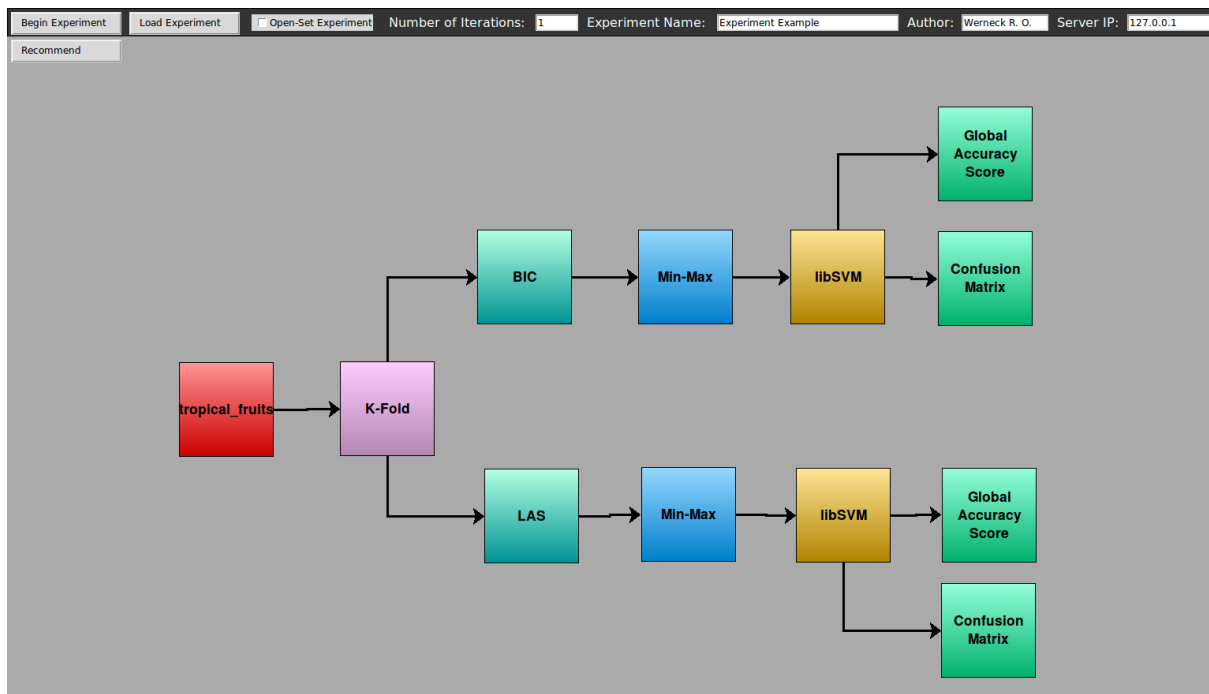 Begin Experiment
Load Experiment
Open-Set Experiment
Number of Iterations: 1
Experiment Name: Experiment Example
Author: Werneck R. O.
Server IP: 127.0.0.1
Recommend
Global
Accuracy
Score
BIC
Min-Max
libSVM
Confusion
Matrix
tropical_fruits
K-Fold
LAS
Min-Max
libSVM
Global
Accuracy
Score
Confusion
Matrix